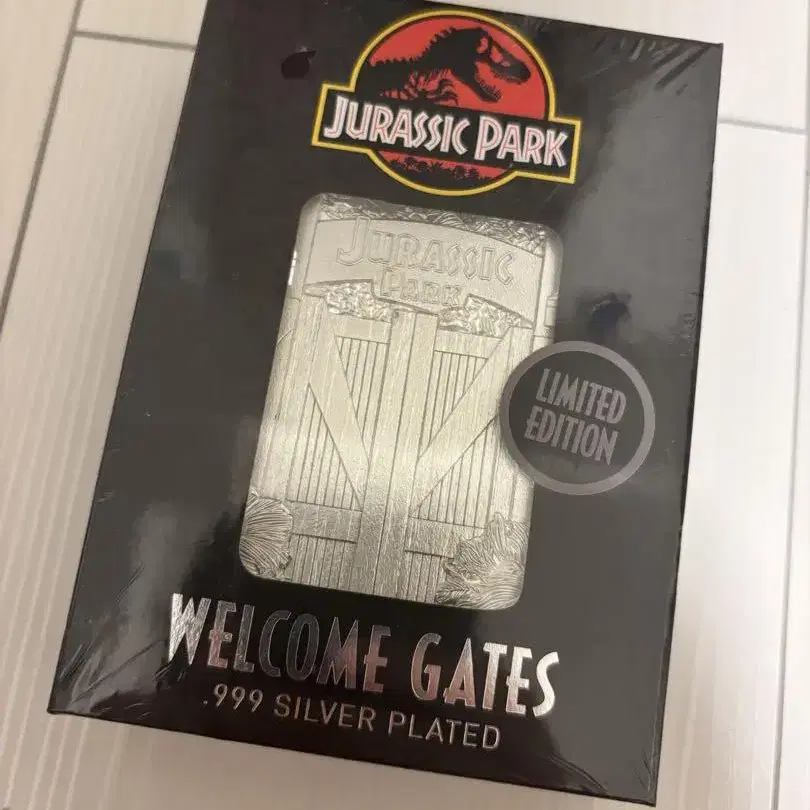 JURASSIC PARK
JURASSIC
PARK
LIMITED
EDITION
WELCOME GATES
.999 SILVER PLATED